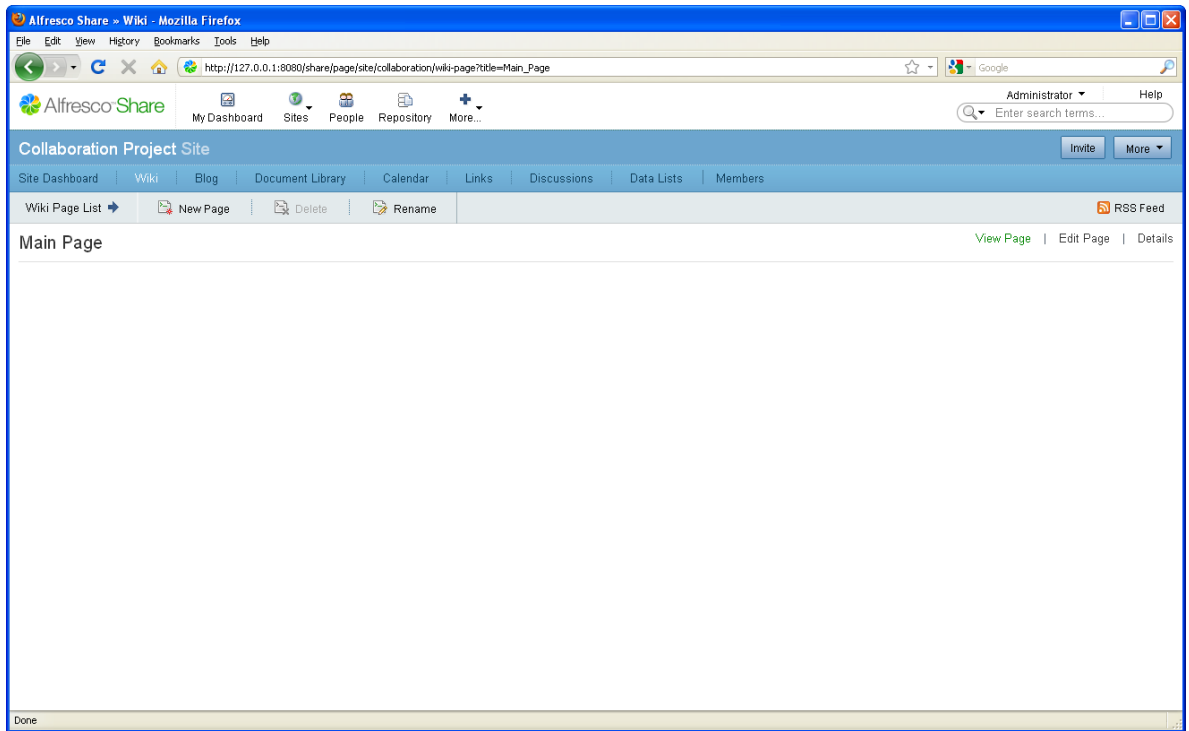 Alfresco Share » Wiki - Mozilla Firefox
File Edit View History Bookmarks Tools Help
http://127.0.0.1:8080/share/page/site/collaboration/wiki-page?title=Main_Page Google
Alfresco Share My Dashboard Sites People Repository More... Administrator Help
Enter search terms...
Collaboration Project Site Invite More
Site Dashboard Wiki Blog Document Library Calendar Links Discussions Data Lists Members
Wiki Page List New Page Delete Rename RSS Feed
Main Page View Page | Edit Page | Details
Done